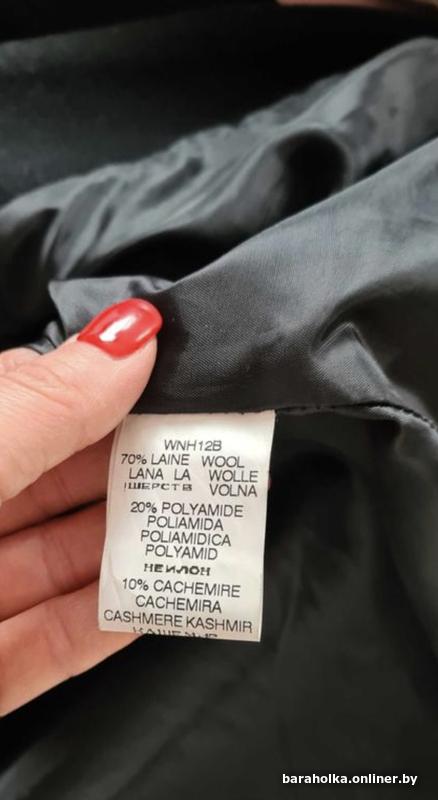 WNH12B
70% LAINE WOOL
LANA LA WOLLE
ШЕРСТЬ VOLNA
20% POLYAMIDE
POLIAMIDA
POLIAMIDICA
POLYAMID
НЕЙЛОН
10% CACHEMIRE
CACHEMIRA
CASHMERE KASHMIR
КАШЕМИР
baraholka.onliner.by